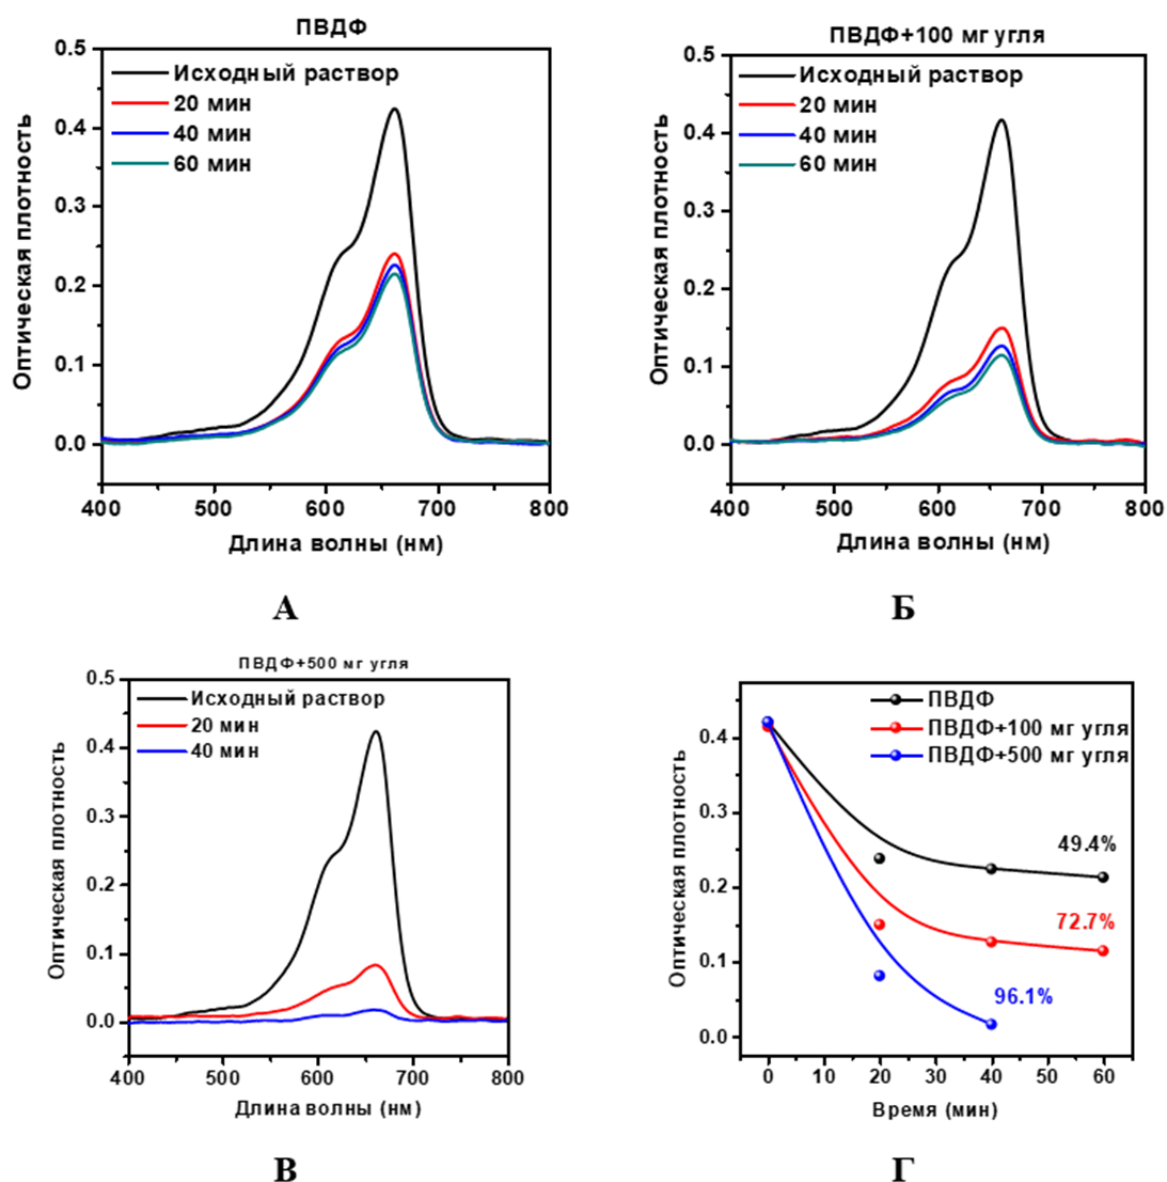 ПВДФ
0.5
0.4
0.3
0.2
0.1
0.0
Оптическая плотность
Исходный раствор
20 мин
40 мин
60 мин
400 500 600 700 800
Длина волны (нм)
А
ПВДФ+100 мг угля
0.5
0.4
0.3
0.2
0.1
0.0
Оптическая плотность
Исходный раствор
20 мин
40 мин
60 мин
400 500 600 700 800
Длина волны (нм)
Б
ПВДФ+500 мг угля
0.5
0.4
0.3
0.2
0.1
0.0
Оптическая плотность
Исходный раствор
20 мин
40 мин
400 500 600 700 800
Длина волны (нм)
В
0.4
0.3
0.2
0.1
0.0
Оптическая плотность
ПВДФ
ПВДФ+100 мг угля
ПВДФ+500 мг угля
49.4%
72.7%
96.1%
0 10 20 30 40 50 60
Время (мин)
Г